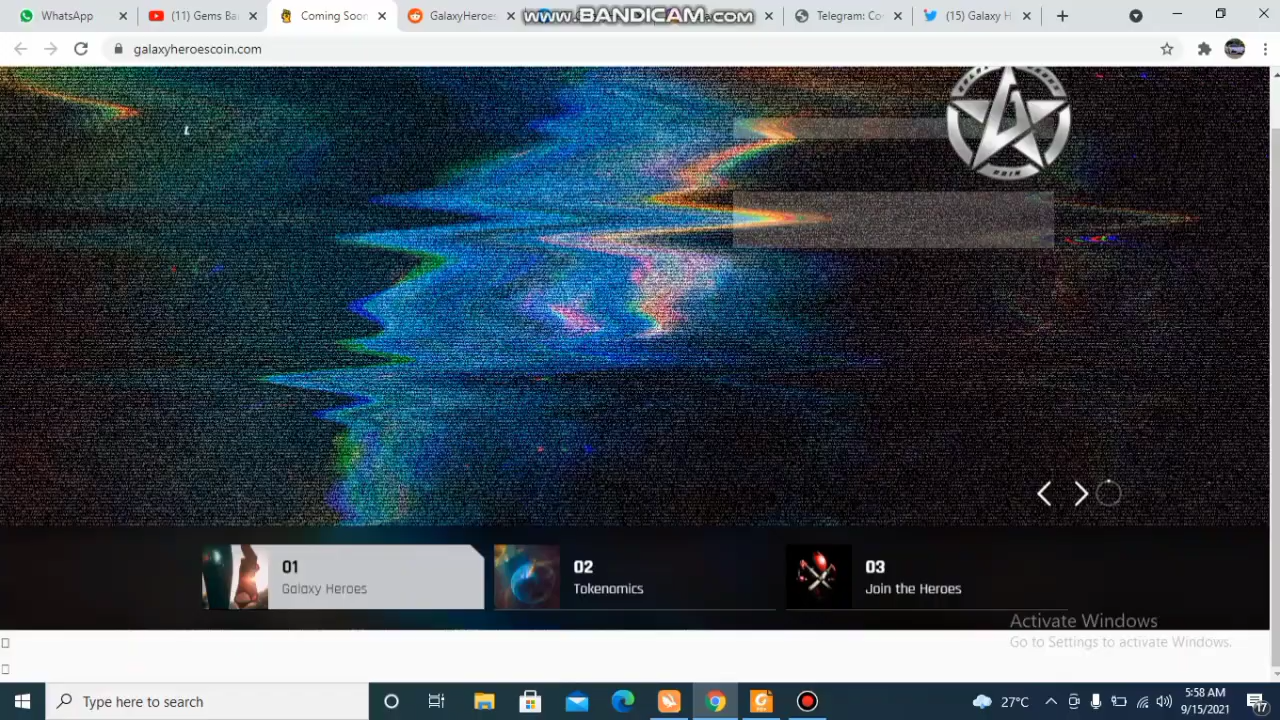 WhatsApp
(11) Gems Ba
Coming Soon
GalaxyHeroes
Telegram: Co
(15) Galaxy H
www.BANDICAM.com
galaxyheroescoin.com
01
Galaxy Heroes
02
Tokenomics
03
Join the Heroes
Activate Windows
Go to Settings to activate Windows.
Type here to search
27°C
5:58 AM
9/15/2021
17